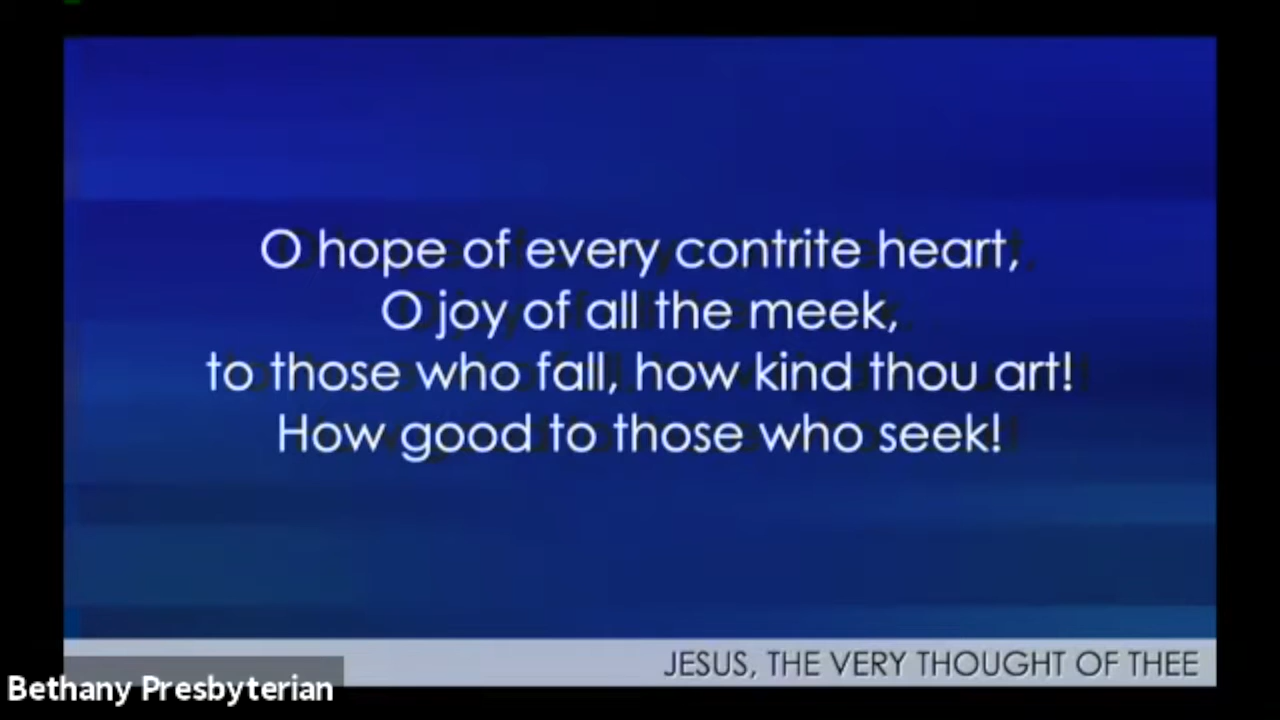 O hope of every contrite heart,
O joy of all the meek,
to those who fall, how kind thou art!
How good to those who seek!
JESUS, THE VERY THOUGHT OF THEE
Bethany Presbyterian